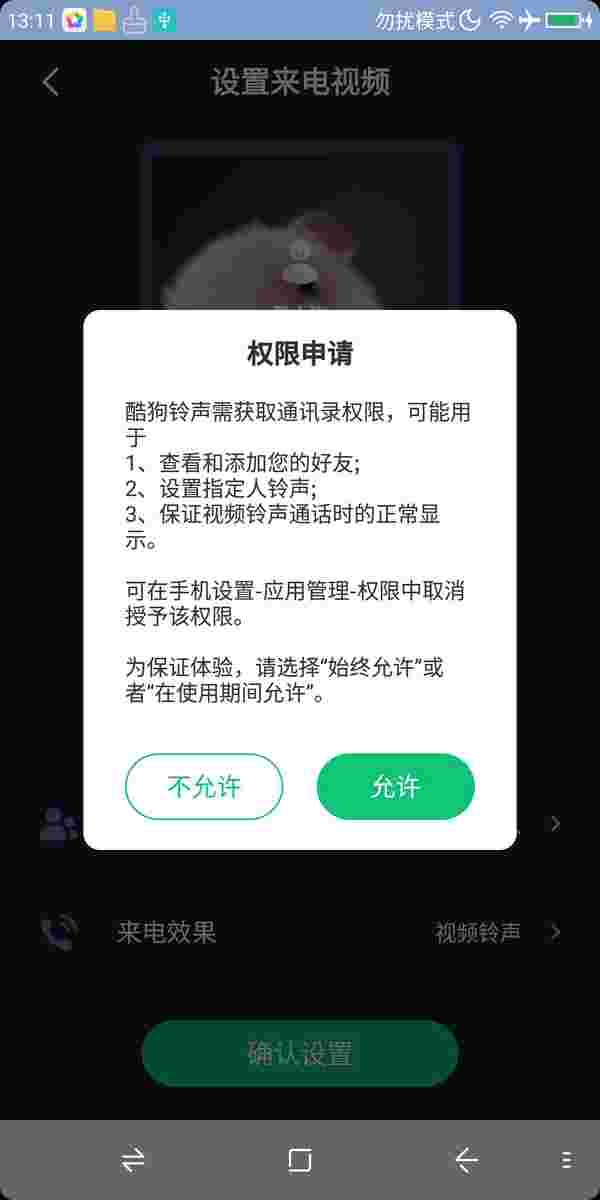 13:11
勿扰模式
设置来电视频
权限申请
酷狗铃声需获取通讯录权限，可能用
于
1、查看和添加您的好友;
2、设置指定人铃声;
3、保证视频铃声通话时的正常显
示。
可在手机设置-应用管理-权限中取消
授予该权限。
为保证体验，请选择“始终允许”或
者“在使用期间允许”。
不允许
允许
来电效果
视频铃声
确认设置